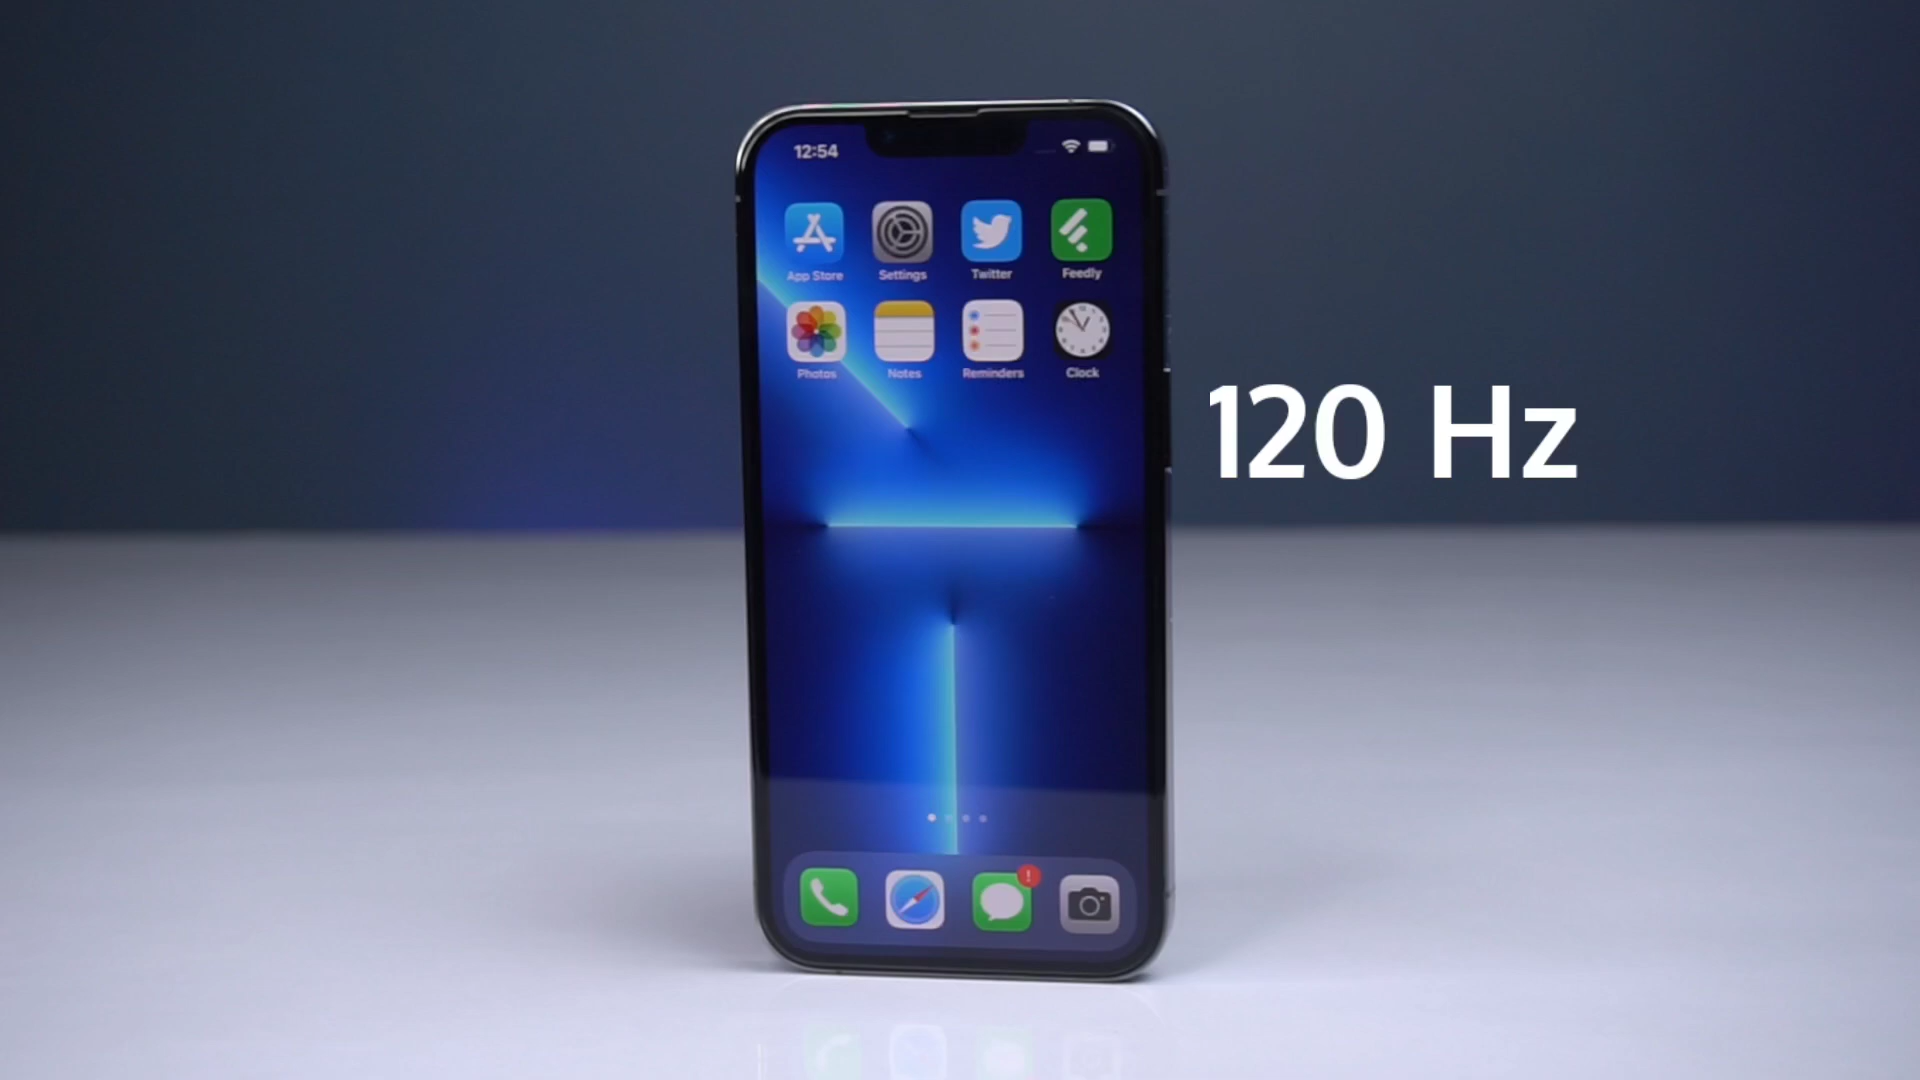 12:54
App Store
Settings
Twitter
Feedly
Photos
Notes
Reminders
Clock
120 Hz
!